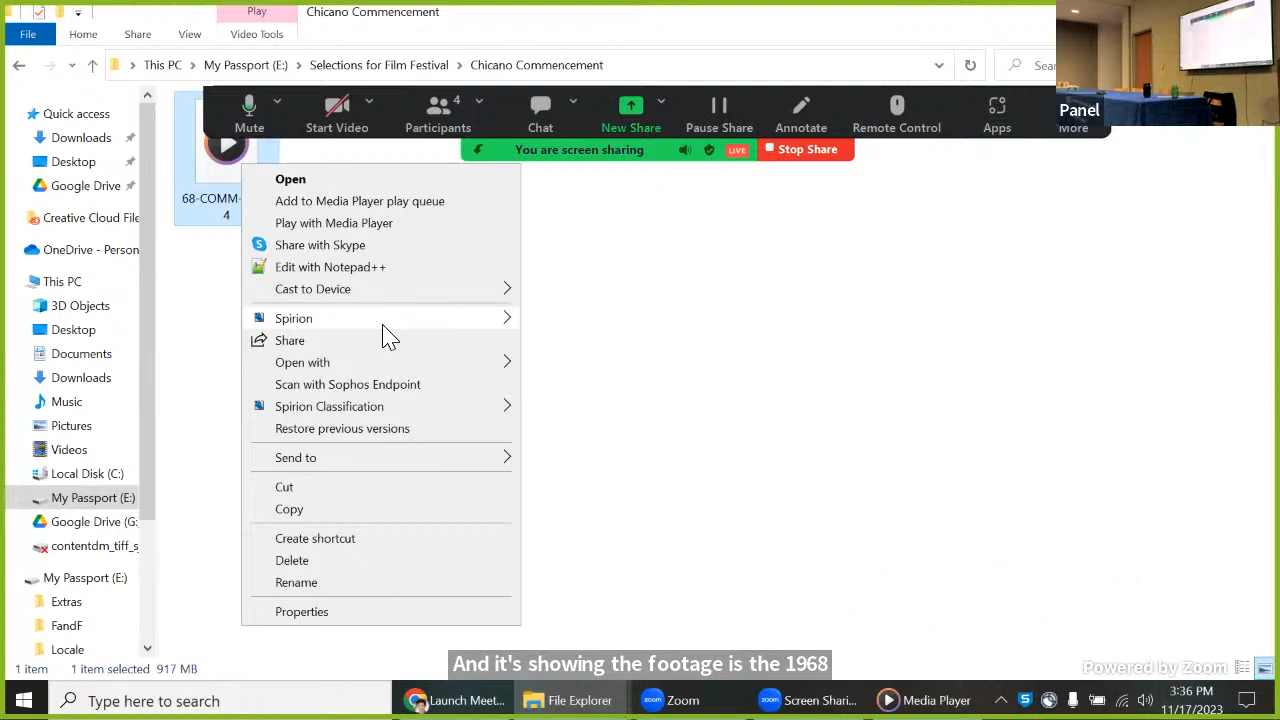 Play
Chicano Commencement
File
Home
Share
View
Video Tools
This PC
My Passport (E:)
Selections for Film Festival
Chicano Commencement
Sear
Panel
Mute
Start Video
4
Participants
Chat
New Share
Pause Share
Annotate
Remote Control
Apps
More
You are screen sharing
LIVE
Stop Share
Quick access
Downloads
Desktop
Google Drive
Creative Cloud File
OneDrive - Person
This PC
3D Objects
Desktop
Documents
Downloads
Music
Pictures
Videos
Local Disk (C:)
My Passport (E:)
Google Drive (G:
contentdm_tiff_s
My Passport (E:)
Extras
FandF
Locale
68-COMM-
4
Open
Add to Media Player play queue
Play with Media Player
Share with Skype
Edit with Notepad++
Cast to Device
Spirion
Share
Open with
Scan with Sophos Endpoint
Spirion Classification
Restore previous versions
Send to
Cut
Copy
Create shortcut
Delete
Rename
Properties
And it's showing the footage is the 1968
Powered by Zoom
1 item
1 item selected
917 MB
Type here to search
Launch Meet...
File Explorer
Zoom
Screen Shari...
Media Player
3:36 PM
11/17/2023